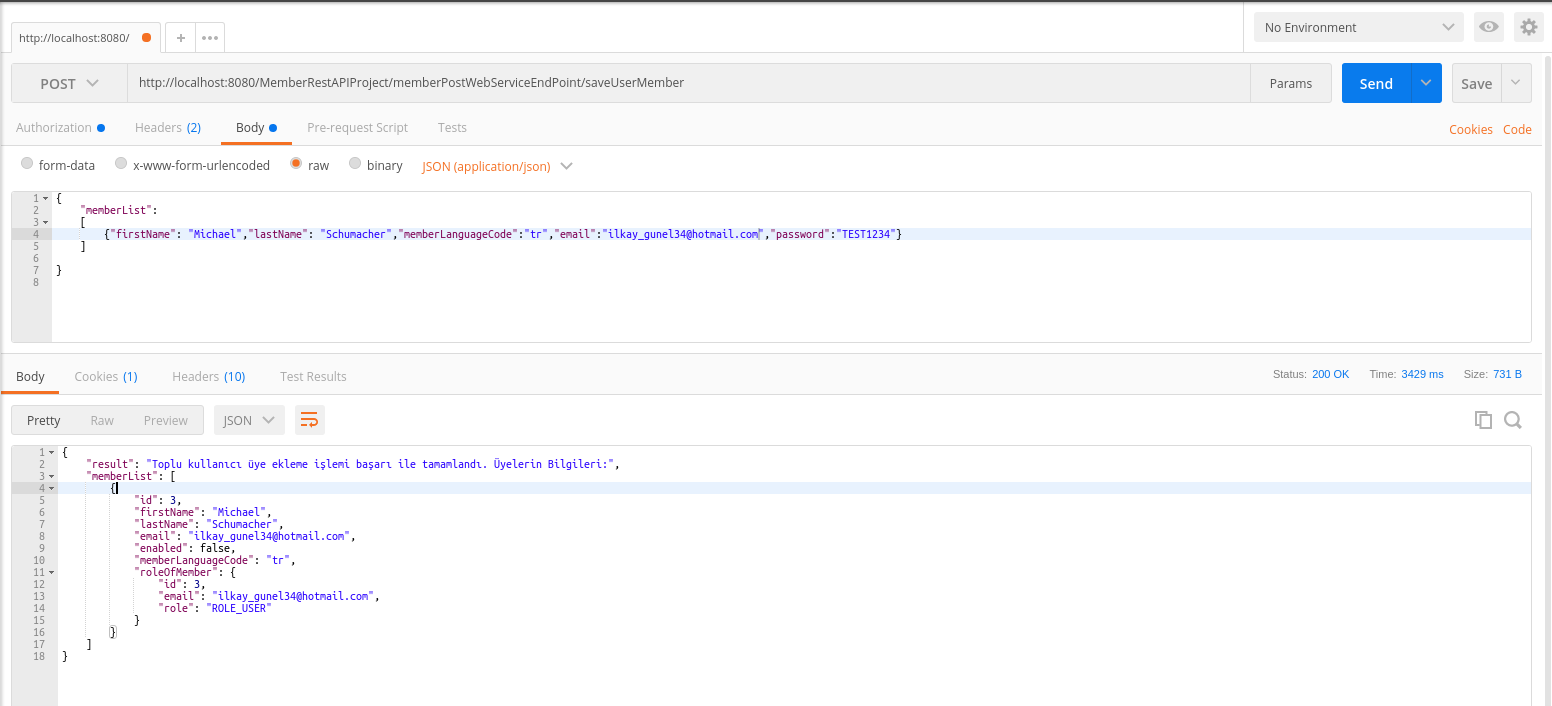 http://localhost:8080/
No Environment
POST http://localhost:8080/MemberRestAPIProject/memberPostWebServiceEndPoint/saveUserMember Params Send Save
Authorization Headers (2) Body Pre-request Script Tests Cookies Code
form-data x-www-form-urlencoded raw binary JSON (application/json)
1 {
2 "memberList":
3 [
4 {"firstName": "Michael","lastName": "Schumacher","memberLanguageCode":"tr","email":"ilkay_gunel34@hotmail.com","password":"TEST1234"}
5 ]
6
7 }
8
Body Cookies (1) Headers (10) Test Results Status: 200 OK Time: 3429 ms Size: 731 B
Pretty Raw Preview JSON
1 {
2 "result": "Toplu kullanıcı üye ekleme işlemi başarı ile tamamlandı. Üyelerin Bilgileri:",
3 "memberList": [
4 {
5 "id": 3,
6 "firstName": "Michael",
7 "lastName": "Schumacher",
8 "email": "ilkay_gunel34@hotmail.com",
9 "enabled": false,
10 "memberLanguageCode": "tr",
11 "roleOfMember": {
12 "id": 3,
13 "email": "ilkay_gunel34@hotmail.com",
14 "role": "ROLE_USER"
15 }
16 }
17 ]
18 }